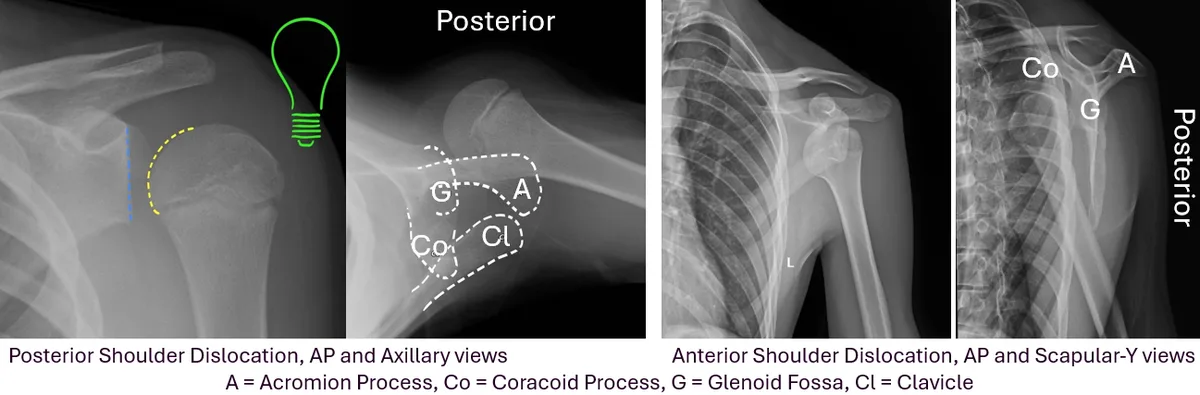 Posterior
A
G
Co
Cl
L
Co
A
G
Posterior
Posterior Shoulder Dislocation, AP and Axillary views
Anterior Shoulder Dislocation, AP and Scapular-Y views
A = Acromion Process, Co = Coracoid Process, G = Glenoid Fossa, Cl = Clavicle